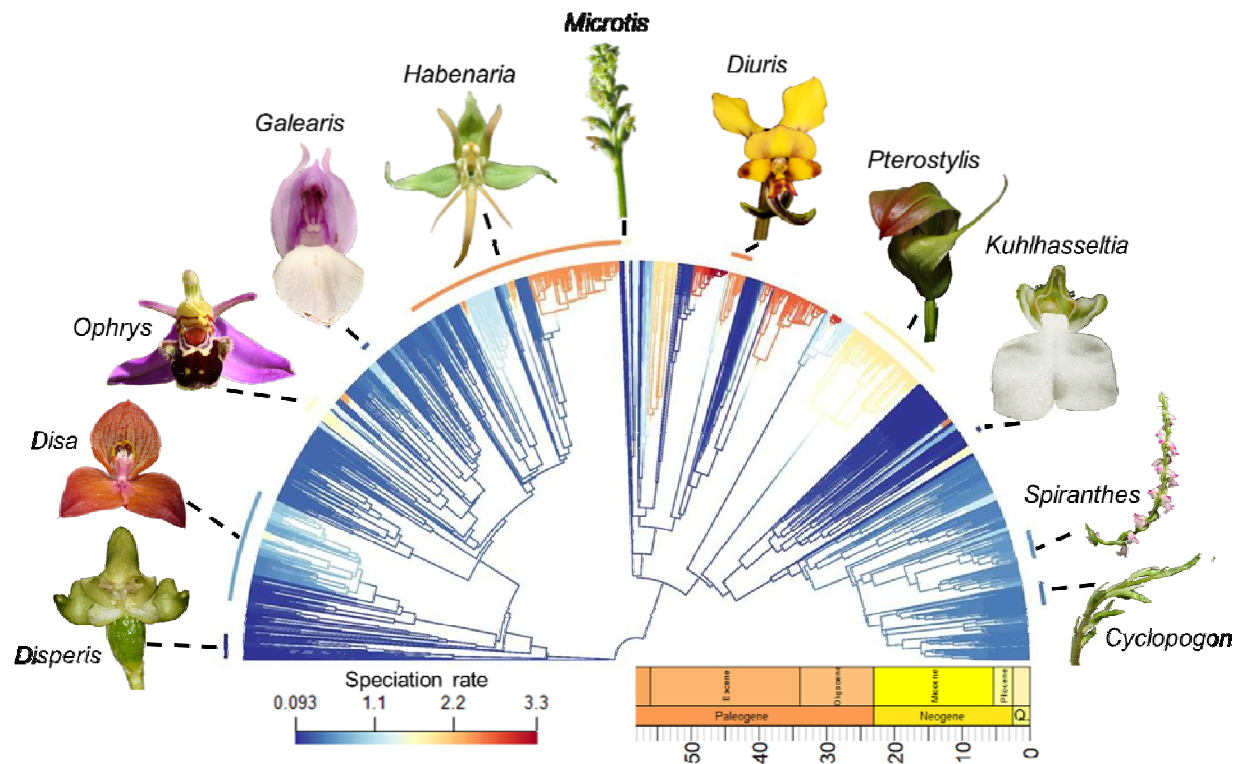 Microtis
Habenaria
Diuris
Galearis
Pterostylis
Kuhlhasseltia
Ophrys
Disa
Spiranthes
Disperis
Cyclopogon
Speciation rate
0.093 1.1 2.2 3.3
Eocene Oligocene Miocene Pliocene
Paleogene Neogene Q.
50 40 30 20 10 0